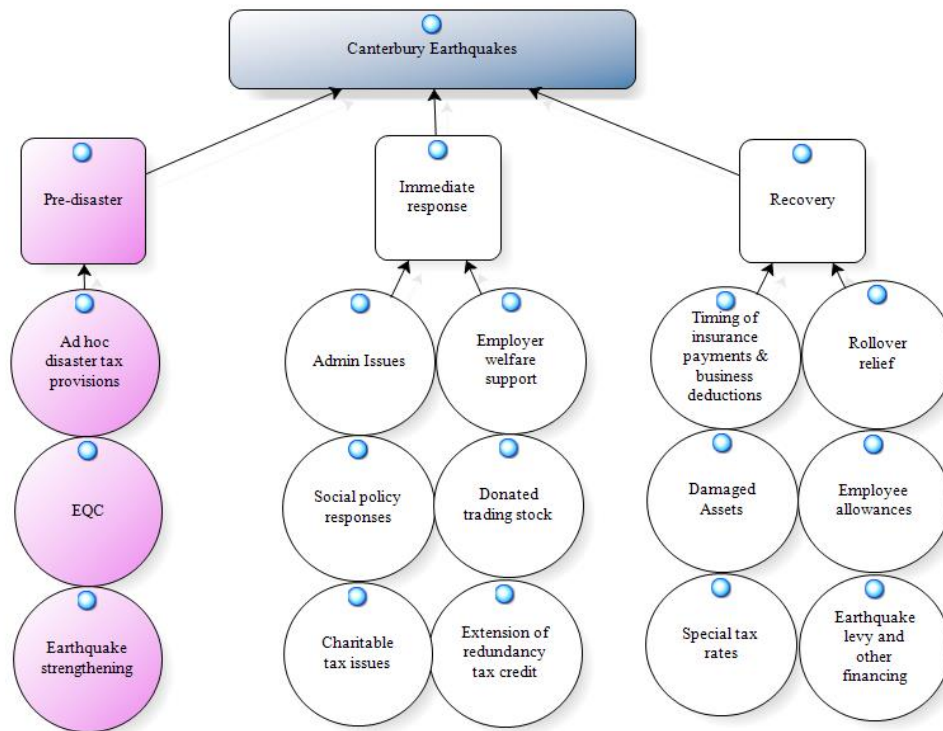 Canterbury Earthquakes
Pre-disaster
Immediate
response
Recovery
Ad hoc
disaster tax
provisions
EQC
Earthquake
strengthening
Admin Issues
Employer
welfare
support
Social policy
responses
Donated
trading stock
Charitable
tax issues
Extension of
redundancy
tax credit
Timing of
insurance
payments &
business
deductions
Rollover
relief
Damaged
Assets
Employee
allowances
Special tax
rates
Earthquake
levy and
other
financing